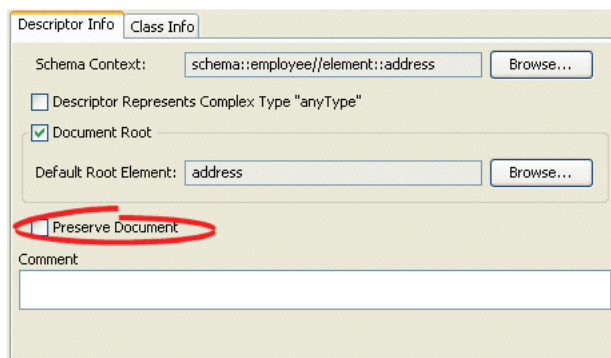 Descriptor Info Class Info
Schema Context: schema::employee//element::address Browse...
Descriptor Represents Complex Type "anyType"
Document Root
Default Root Element: address Browse...
Preserve Document
Comment